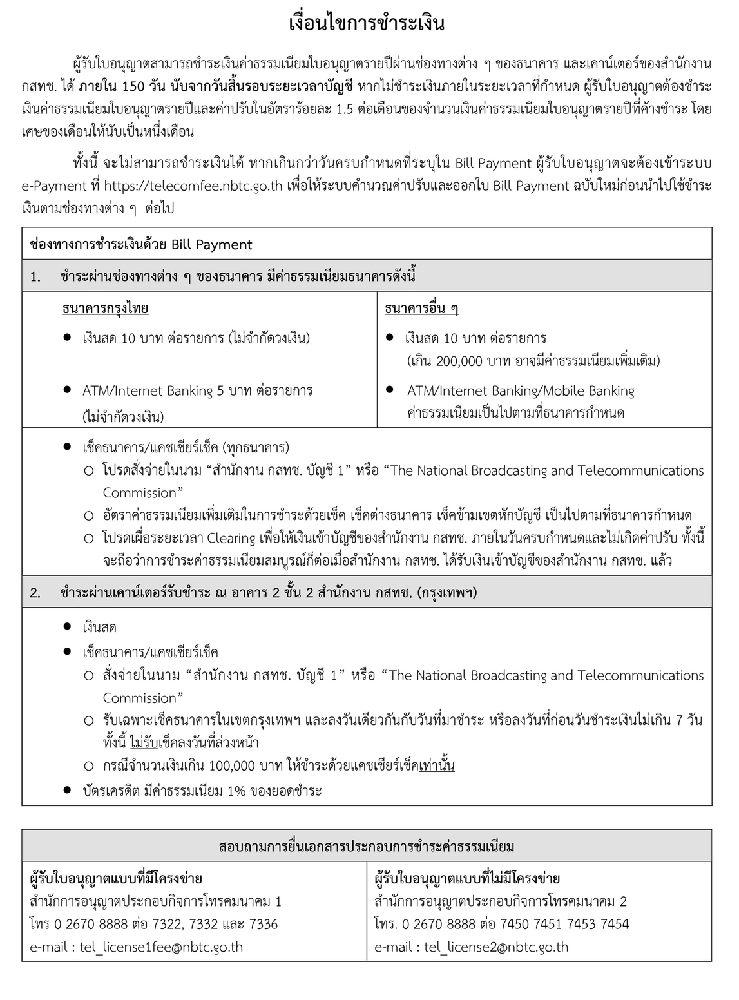 เงื่อนไขการชำระเงิน
ผู้รับใบอนุญาตสามารถชำระเงินค่าธรรมเนียมใบอนุญาตรายปีผ่านช่องทางต่าง ๆ ของธนาคาร และเคาน์เตอร์ของสำนักงาน
กสทช. ได้ ภายใน 150 วัน นับจากวันสิ้นรอบระยะเวลาบัญชี หากไม่ชำระเงินภายในระยะเวลาที่กำหนด ผู้รับใบอนุญาตต้องชำระ
เงินค่าธรรมเนียมใบอนุญาตรายปีและค่าปรับในอัตราร้อยละ 1.5 ต่อเดือนของจำนวนเงินค่าธรรมเนียมใบอนุญาตรายปีที่ค้างชำระ โดย
เศษของเดือนให้นับเป็นหนึ่งเดือน
ทั้งนี้ จะไม่สามารถชำระเงินได้ หากเกินกว่าวันครบกำหนดที่ระบุใน Bill Payment ผู้รับใบอนุญาตจะต้องเข้าระบบ
e-Payment ที่ https://telecomfee.nbtc.go.th เพื่อให้ระบบคำนวณค่าปรับและออกใบ Bill Payment ฉบับใหม่ก่อนนำไปใช้ชำระ
เงินตามช่องทางต่าง ๆ ต่อไป
ช่องทางการชำระเงินด้วย Bill Payment
1. ชำระผ่านช่องทางต่าง ๆ ของธนาคาร มีค่าธรรมเนียมธนาคารดังนี้
ธนาคารกรุงไทย
● เงินสด 10 บาท ต่อรายการ (ไม่จำกัดวงเงิน)
● ATM/Internet Banking 5 บาท ต่อรายการ
(ไม่จำกัดวงเงิน)
ธนาคารอื่น ๆ
● เงินสด 10 บาท ต่อรายการ
(เกิน 200,000 บาท อาจมีค่าธรรมเนียมเพิ่มเติม)
● ATM/Internet Banking/Mobile Banking
ค่าธรรมเนียมเป็นไปตามที่ธนาคารกำหนด
● เช็คธนาคาร/แคชเชียร์เช็ค (ทุกธนาคาร)
○ โปรดสั่งจ่ายในนาม “สำนักงาน กสทช. บัญชี 1” หรือ “The National Broadcasting and Telecommunications
Commission”
○ อัตราค่าธรรมเนียมเพิ่มเติมในการชำระด้วยเช็ค เช็คต่างธนาคาร เช็คข้ามเขตหักบัญชี เป็นไปตามที่ธนาคารกำหนด
○ โปรดเผื่อระยะเวลา Clearing เพื่อให้เงินเข้าบัญชีของสำนักงาน กสทช. ภายในวันครบกำหนดและไม่เกิดค่าปรับ ทั้งนี้
จะถือว่าการชำระค่าธรรมเนียมสมบูรณ์ก็ต่อเมื่อสำนักงาน กสทช. ได้รับเงินเข้าบัญชีของสำนักงาน กสทช. แล้ว
2. ชำระผ่านเคาน์เตอร์รับชำระ ณ อาคาร 2 ชั้น 2 สำนักงาน กสทช. (กรุงเทพฯ)
● เงินสด
● เช็คธนาคาร/แคชเชียร์เช็ค
○ สั่งจ่ายในนาม “สำนักงาน กสทช. บัญชี 1” หรือ “The National Broadcasting and Telecommunications
Commission”
○ รับเฉพาะเช็คธนาคารในเขตกรุงเทพฯ และลงวันเดียวกันกับวันที่มาชำระ หรือลงวันที่ก่อนวันชำระเงินไม่เกิน 7 วัน
ทั้งนี้ ไม่รับเช็คลงวันที่ล่วงหน้า
○ กรณีจำนวนเงินเกิน 100,000 บาท ให้ชำระด้วยแคชเชียร์เช็คเท่านั้น
● บัตรเครดิต มีค่าธรรมเนียม 1% ของยอดชำระ
สอบถามการยื่นเอกสารประกอบการชำระค่าธรรมเนียม
ผู้รับใบอนุญาตแบบที่มีโครงข่าย
สำนักการอนุญาตประกอบกิจการโทรคมนาคม 1
โทร 0 2670 8888 ต่อ 7322, 7332 และ 7336
e-mail : tel_license1fee@nbtc.go.th
ผู้รับใบอนุญาตแบบที่ไม่มีโครงข่าย
สำนักการอนุญาตประกอบกิจการโทรคมนาคม 2
โทร. 0 2670 8888 ต่อ 7450 7451 7453 7454
e-mail : tel_license2@nbtc.go.th